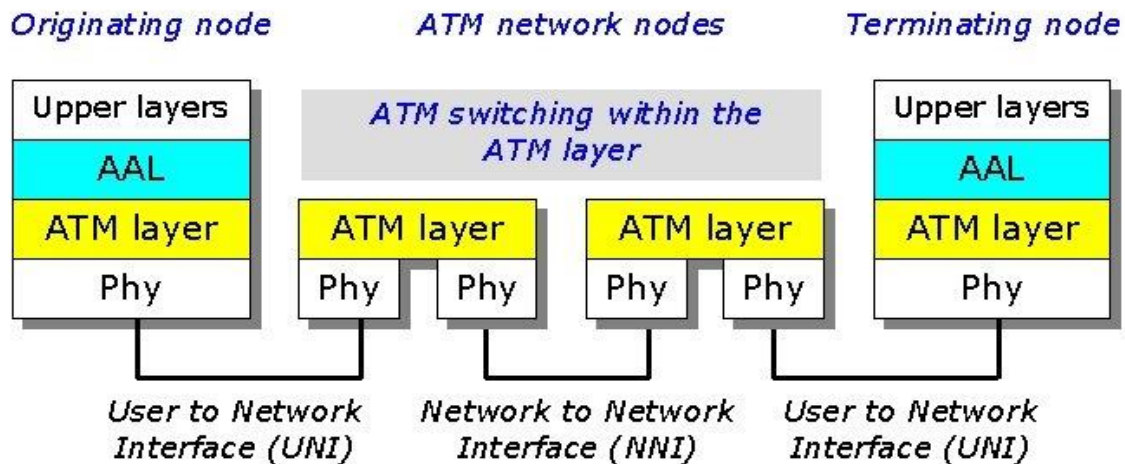 Originating node
ATM network nodes
Terminating node
Upper layers
AAL
ATM layer
Phy
ATM switching within the
ATM layer
ATM layer
Phy
Phy
ATM layer
Phy
Phy
Upper layers
AAL
ATM layer
Phy
User to Network
Interface (UNI)
Network to Network
Interface (NNI)
User to Network
Interface (UNI)